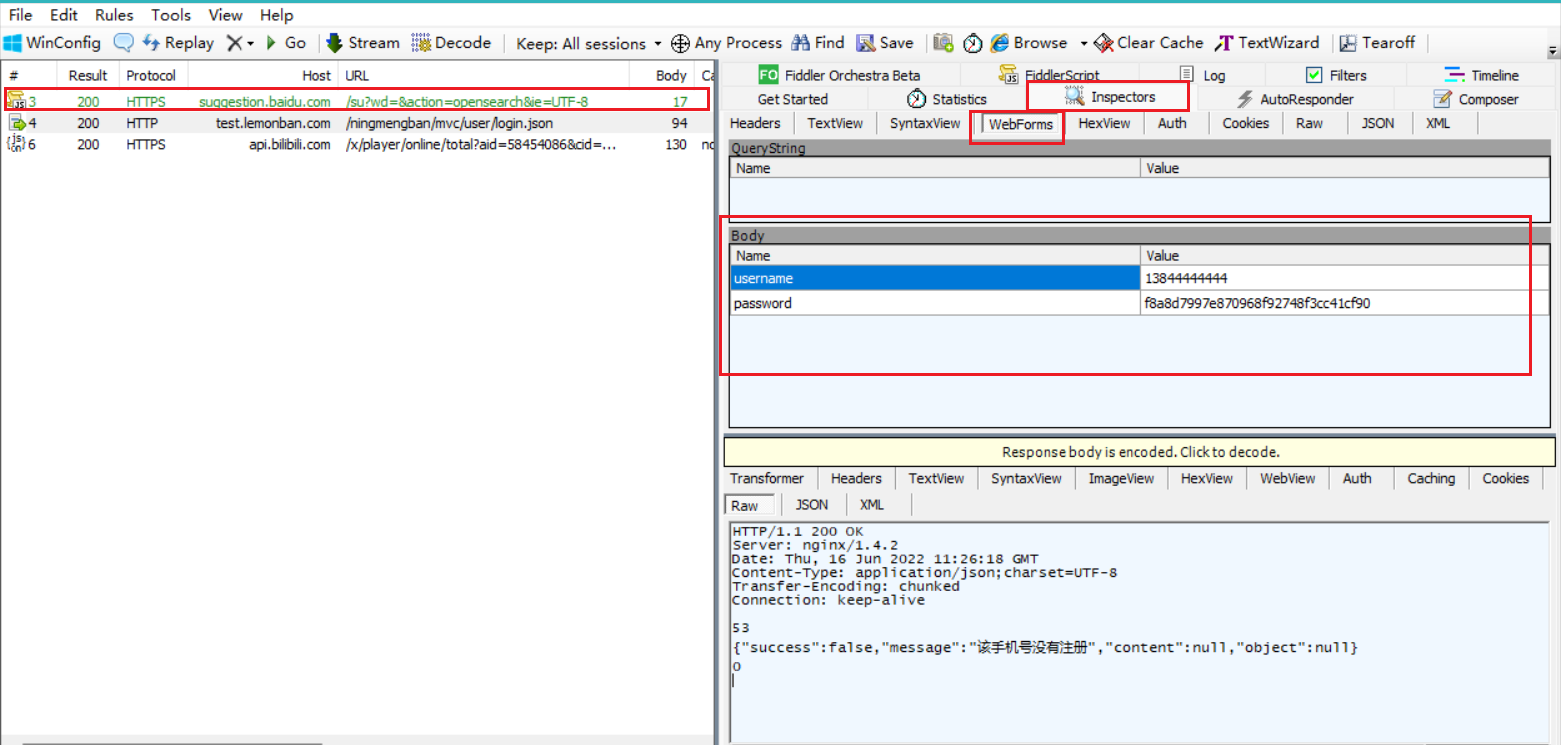 File Edit Rules Tools View Help
WinConfig Replay Go Stream Decode Keep: All sessions Any Process Find Save Browse Clear Cache TextWizard Tearoff
# Result Protocol Host URL Body Ca
3 200 HTTPS suggestion.baidu.com /su?wd=&action=opensearch&ie=UTF-8 17
4 200 HTTP test.lemonban.com /ningmengban/mvc/user/login.json 94
6 200 HTTPS api.bilibili.com /x/player/online/total?aid=58454086&cid=... 130 no
FO Fiddler Orchestra Beta JS FiddlerScript Log Filters Timeline
Get Started Statistics Inspectors AutoResponder Composer
Headers TextView SyntaxView WebForms HexView Auth Cookies Raw JSON XML
QueryString
Name Value
Body
Name Value
username 13844444444
password f8a8d7997e870968f92748f3cc41cf90
Response body is encoded. Click to decode.
Transformer Headers TextView SyntaxView ImageView HexView WebView Auth Caching Cookies
Raw JSON XML
HTTP/1.1 200 OK
Server: nginx/1.4.2
Date: Thu, 16 Jun 2022 11:26:18 GMT
Content-Type: application/json;charset=UTF-8
Transfer-Encoding: chunked
Connection: keep-alive
53
{"success":false,"message":"该手机号没有注册","content":null,"object":null}
0